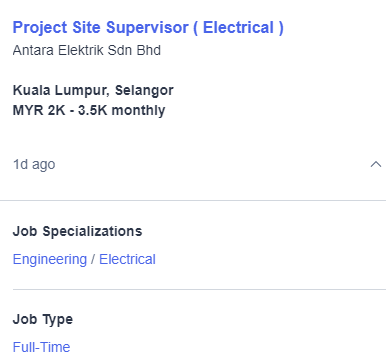 Project Site Supervisor ( Electrical )
Antara Elektrik Sdn Bhd
Kuala Lumpur, Selangor
MYR 2K - 3.5K monthly
1d ago
Job Specializations
Engineering / Electrical
Job Type
Full-Time